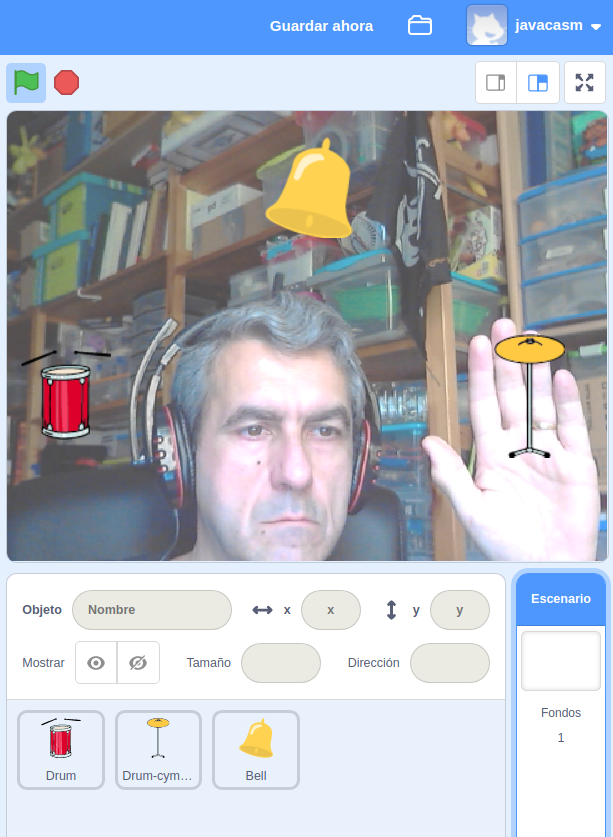 Guardar ahora
javacasm
Objeto
Nombre
x
x
y
y
Escenario
Mostrar
Tamaño
Dirección
Fondos
1
Drum
Drum-cym…
Bell